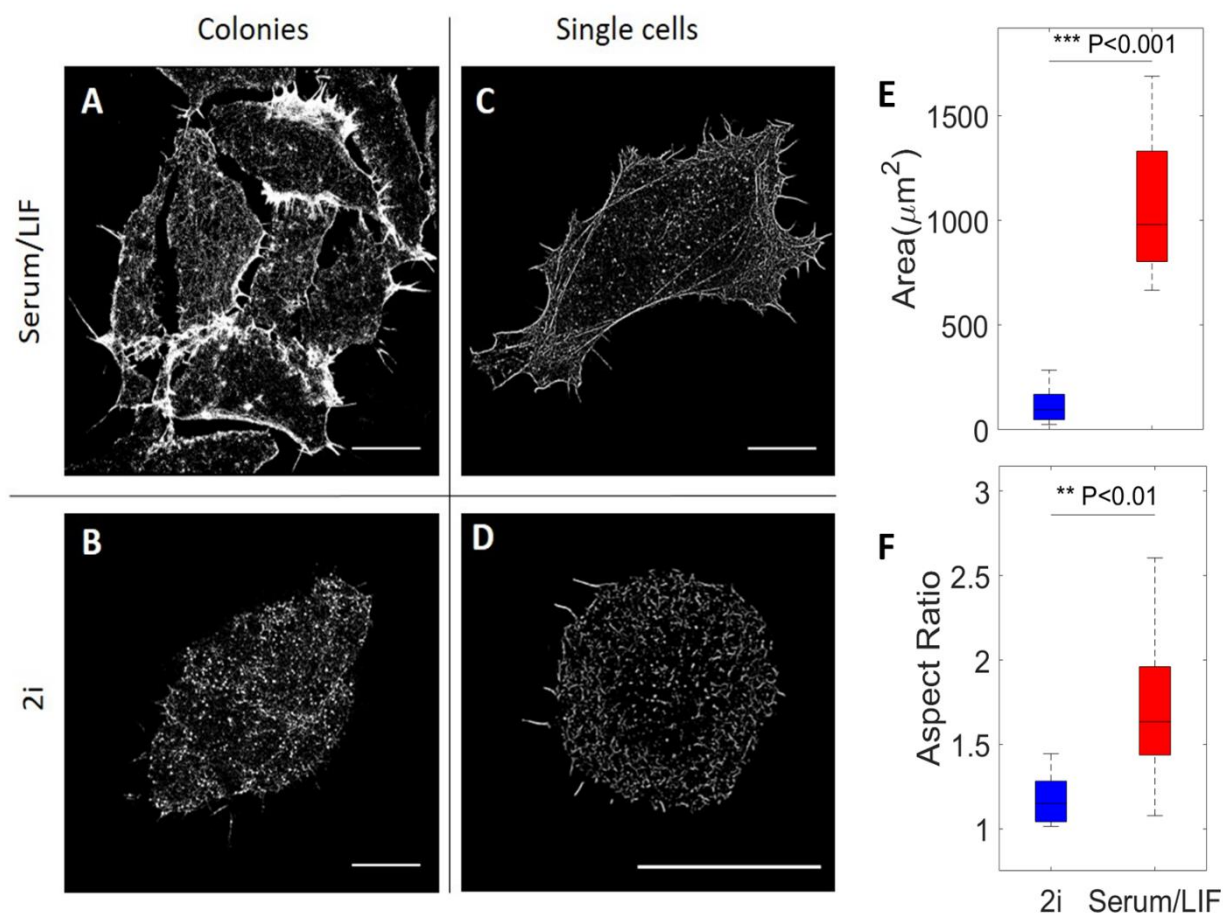 Colonies
Single cells
Serum/LIF
2i
A
C
B
D
E
*** P<0.001
Area(μm²)
1500
1000
500
0
F
** P<0.01
Aspect Ratio
3
2.5
2
1.5
1
2i
Serum/LIF